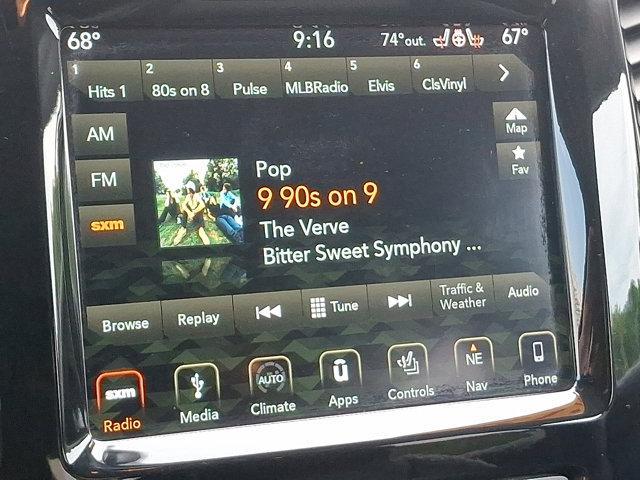 68° 9:16 74°out. 67°
1 Hits 1 2 80s on 8 3 Pulse 4 MLBRadio 5 Elvis 6 ClsVinyl
AM
Map
FM
Fav
sxm
Pop
9 90s on 9
The Verve
Bitter Sweet Symphony ...
Browse Replay Tune Traffic & Weather Audio
sxm AUTO ū NE
Radio Media Climate Apps Controls Nav Phone